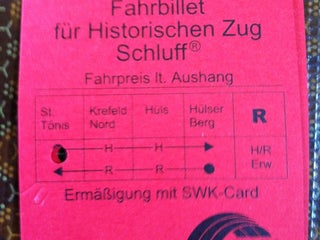 Fahrbillet
für Historischen Zug
Schluff®
Fahrpreis lt. Aushang
St. Tönis Krefeld Nord Hüls Hülser Berg R
H H H/R Erw.
R R
Ermäßigung mit SWK-Card